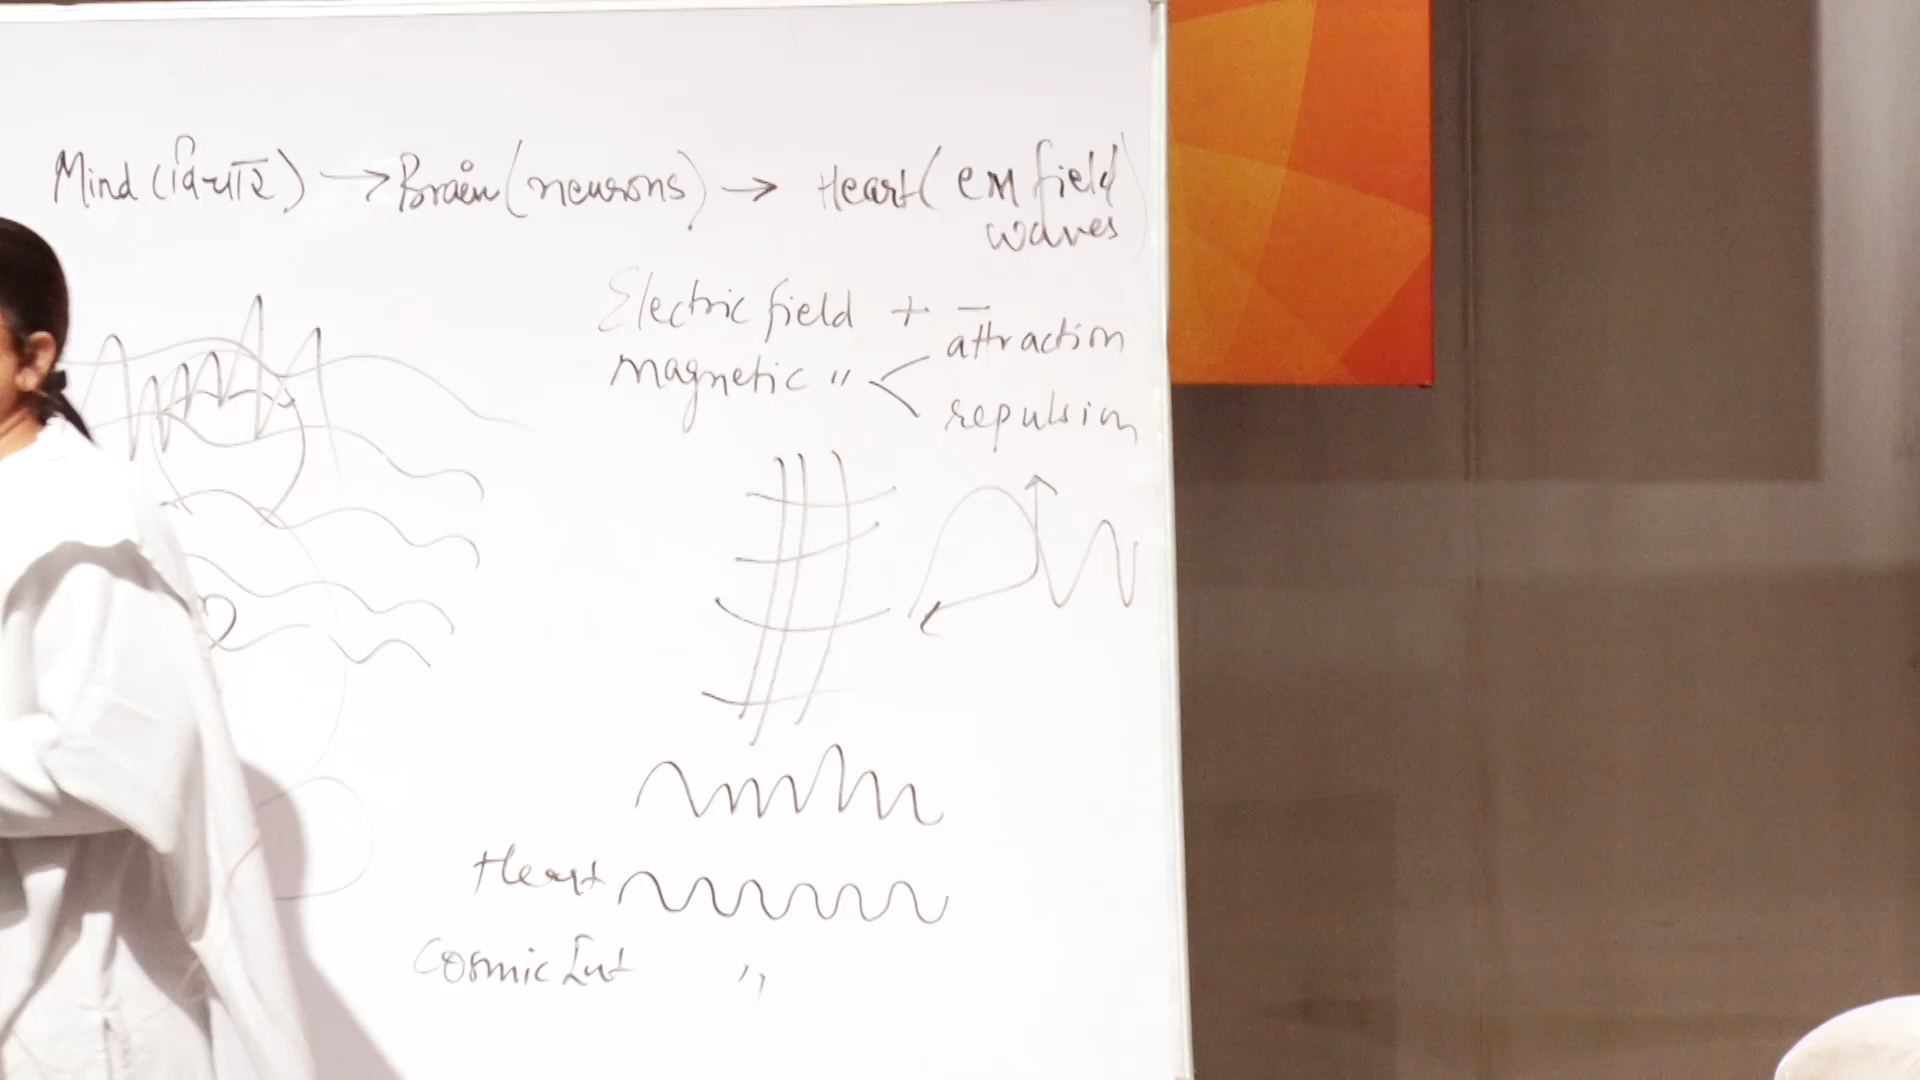 Mind (विचार) → Brain (neurons) → Heart (em field
waves
Electric field + -
magnetic " < attraction
repulsion
Heart
Cosmic Int "